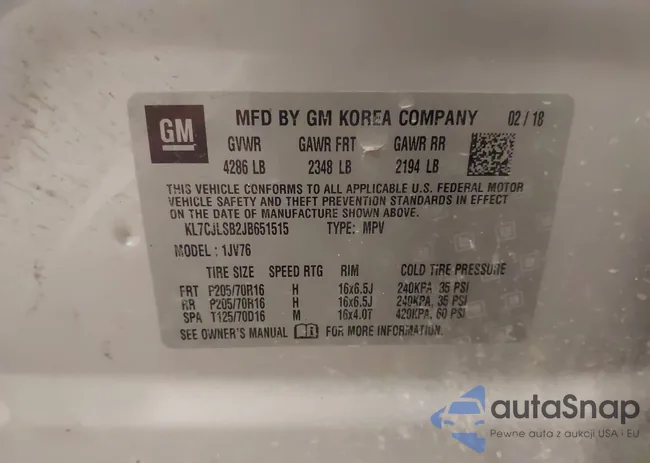 GM
MFD BY GM KOREA COMPANY 02 / 18
GVWR GAWR FRT GAWR RR
4286 LB 2348 LB 2194 LB
THIS VEHICLE CONFORMS TO ALL APPLICABLE U.S. FEDERAL MOTOR
VEHICLE SAFETY AND THEFT PREVENTION STANDARDS IN EFFECT ON
THE DATE OF MANUFACTURE SHOWN ABOVE.
KL7CJLSB2JB651515 TYPE: MPV
MODEL: 1JV76
TIRE SIZE SPEED RTG RIM COLD TIRE PRESSURE
FRT P205/70R16 H 16x6.5J 240KPA, 35 PSI
RR P205/70R16 H 16x6.5J 240KPA, 35 PSI
SPA T125/70D16 M 16x4.0T 420KPA, 60 PSI
SEE OWNER'S MANUAL FOR MORE INFORMATION.
autaSnap
Pewne auta z aukcji USA i EU